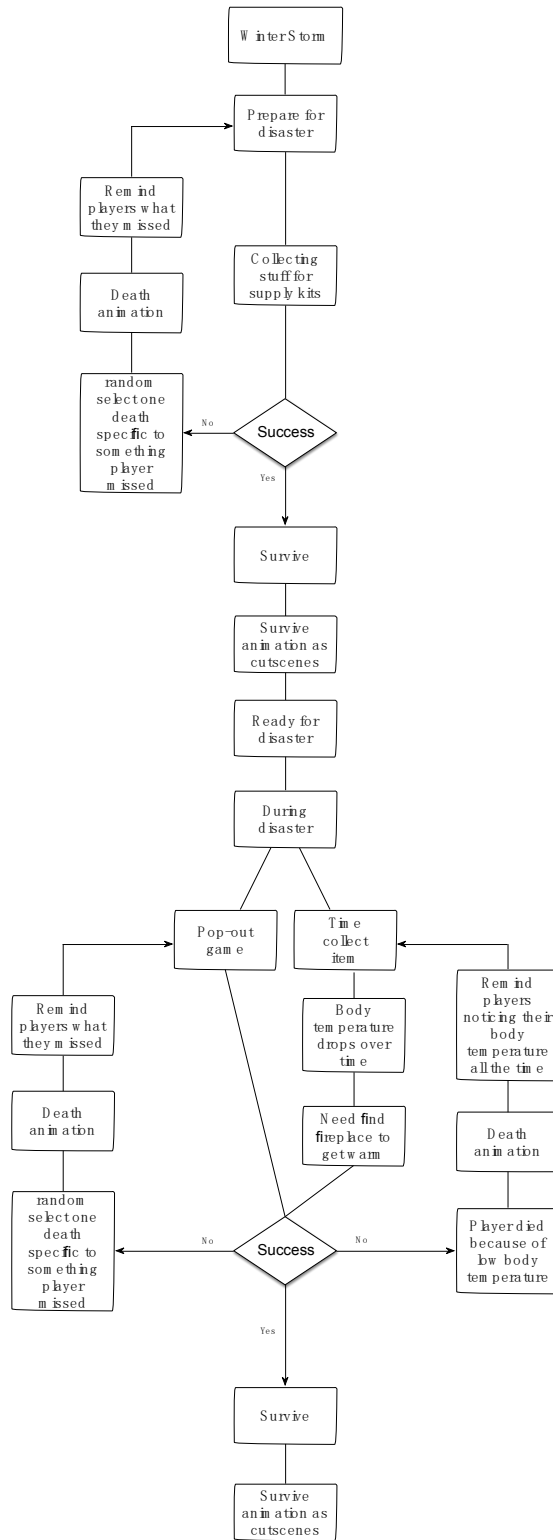 Winter Storm
Prepare for
disaster
Remind
players what
they missed
Collecting
stuff for
supply kits
Death
animation
random
select one
death
specific to
something
player
missed
No
Success
Yes
Survive
Survive
animation as
cutscenes
Ready for
disaster
During
disaster
Pop-out
game
Time
collect
item
Remind
players what
they missed
Body
temperature
drops over
time
Remind
players
noticing their
body
temperature
all the time
Death
animation
Need find
fireplace to
get warm
Death
animation
random
select one
death
specific to
something
player
missed
No
Success
No
Player died
because of
low body
temperature
Yes
Survive
Survive
animation as
cutscenes